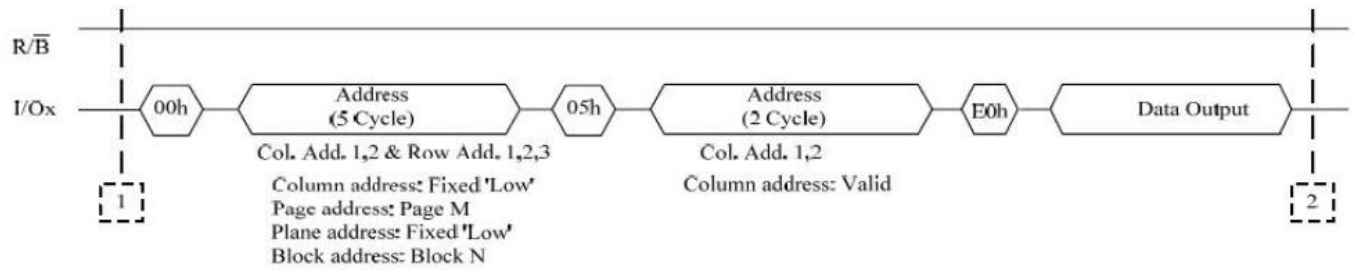 R/B̅
I/Ox
00h
Address
(5 Cycle)
05h
Address
(2 Cycle)
E0h
Data Output
Col. Add. 1,2 & Row Add. 1,2,3
Column address: Fixed 'Low'
Page address: Page M
Plane address: Fixed 'Low'
Block address: Block N
Col. Add. 1,2
Column address: Valid
1
2